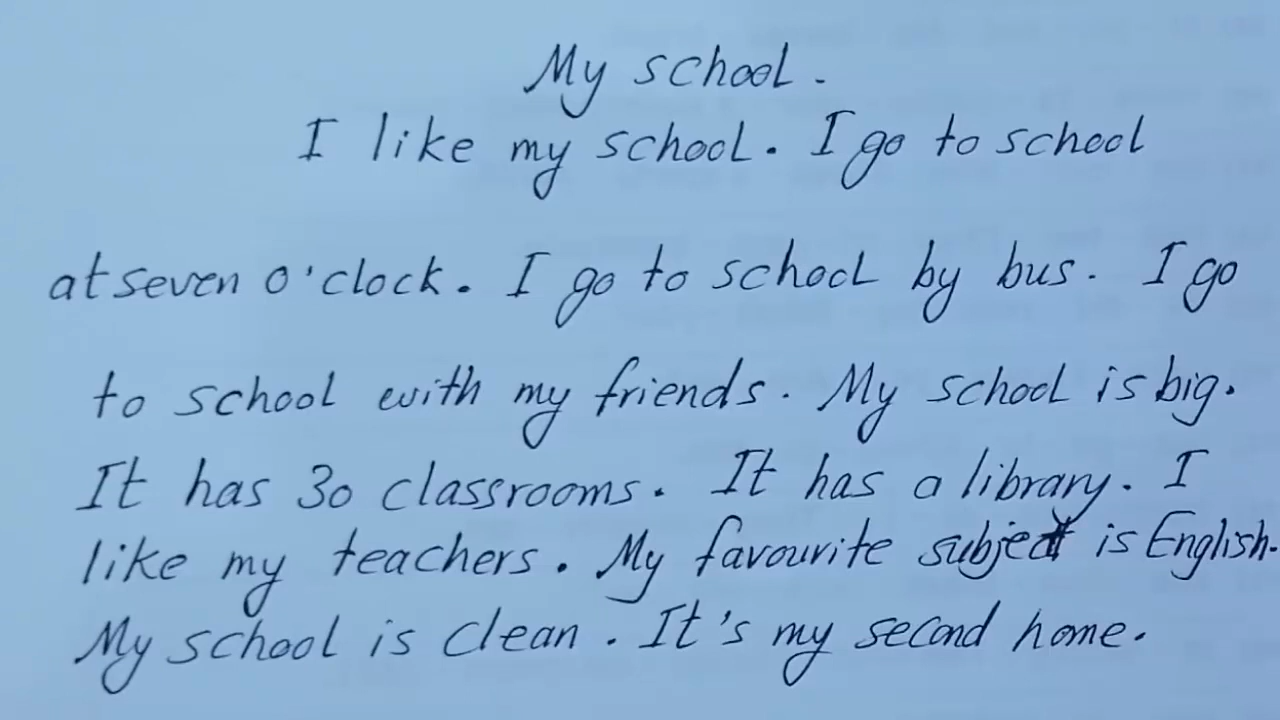 My school.
I like my school. I go to school
at seven o'clock. I go to school by bus. I go
to school with my friends. My school is big.
It has 30 classrooms. It has a library. I
like my teachers. My favourite subject is English.
My school is clean. It's my second home.